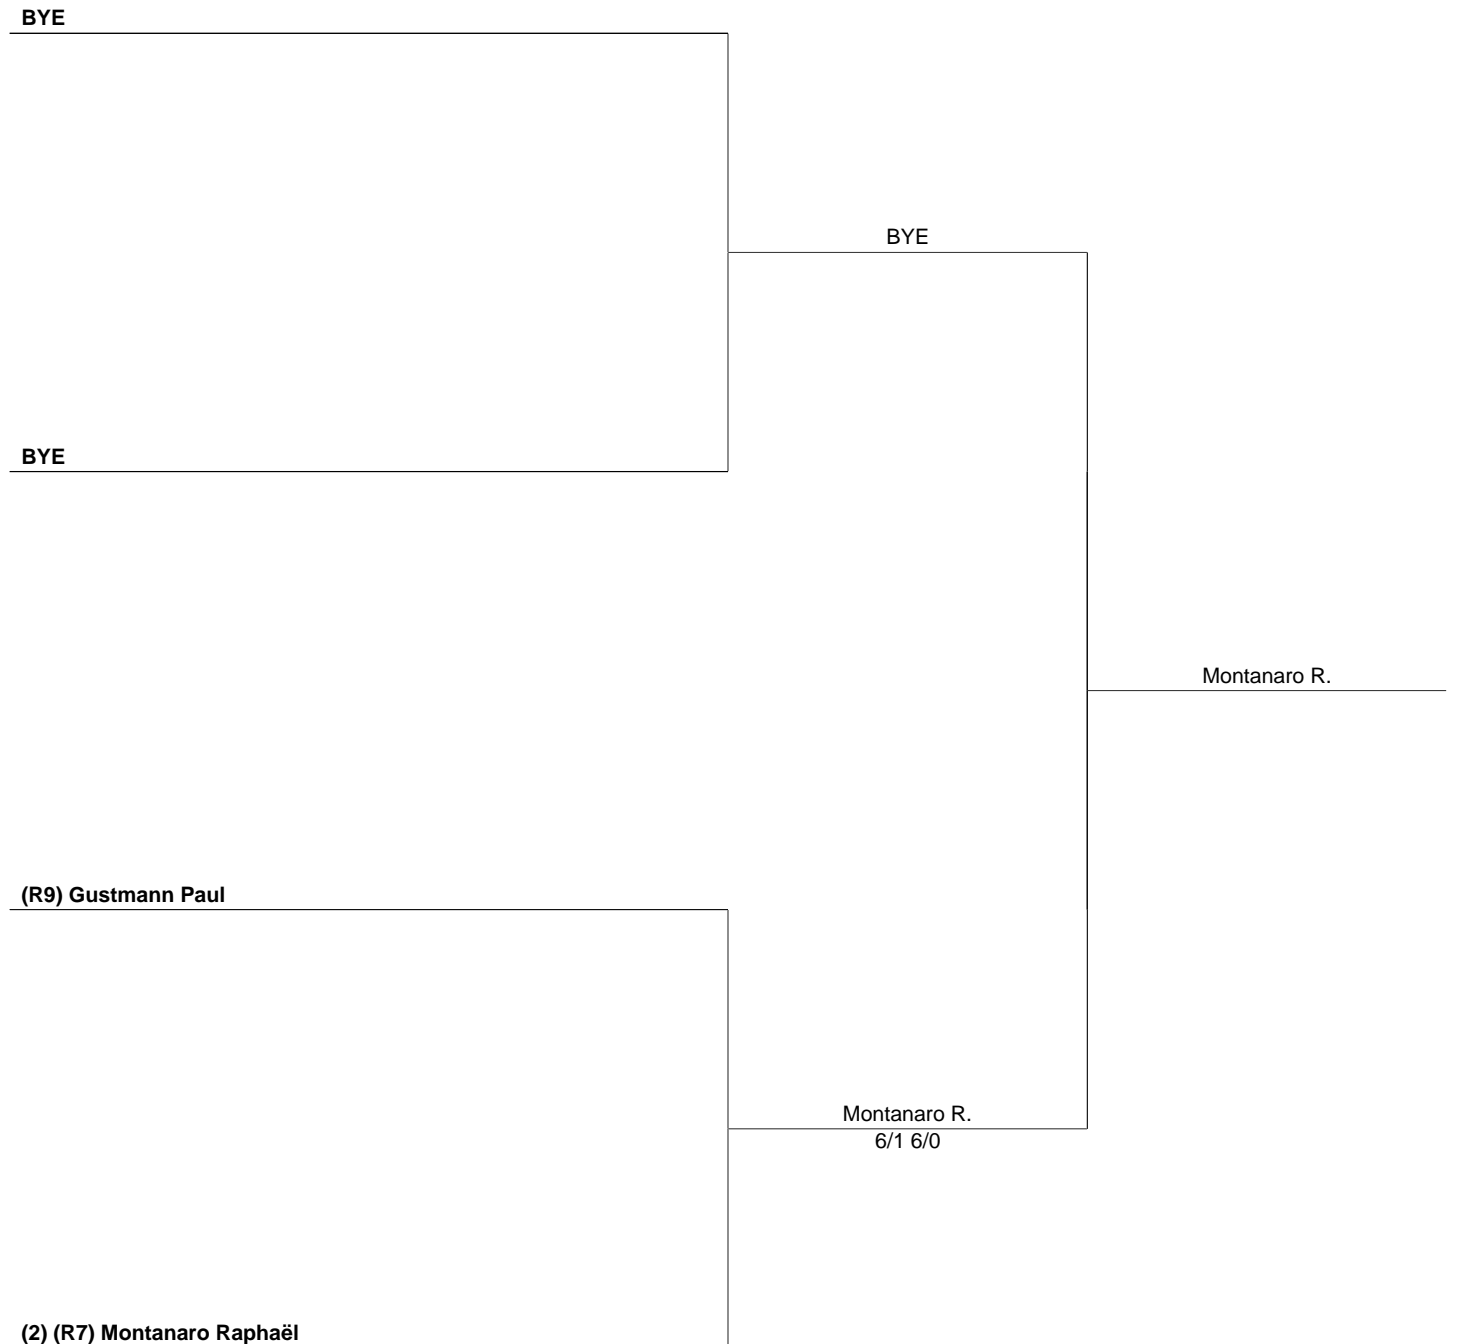 BYE
BYE
BYE
Montanaro R.
(R9) Gustmann Paul
Montanaro R.
6/1 6/0
(2) (R7) Montanaro Raphaël